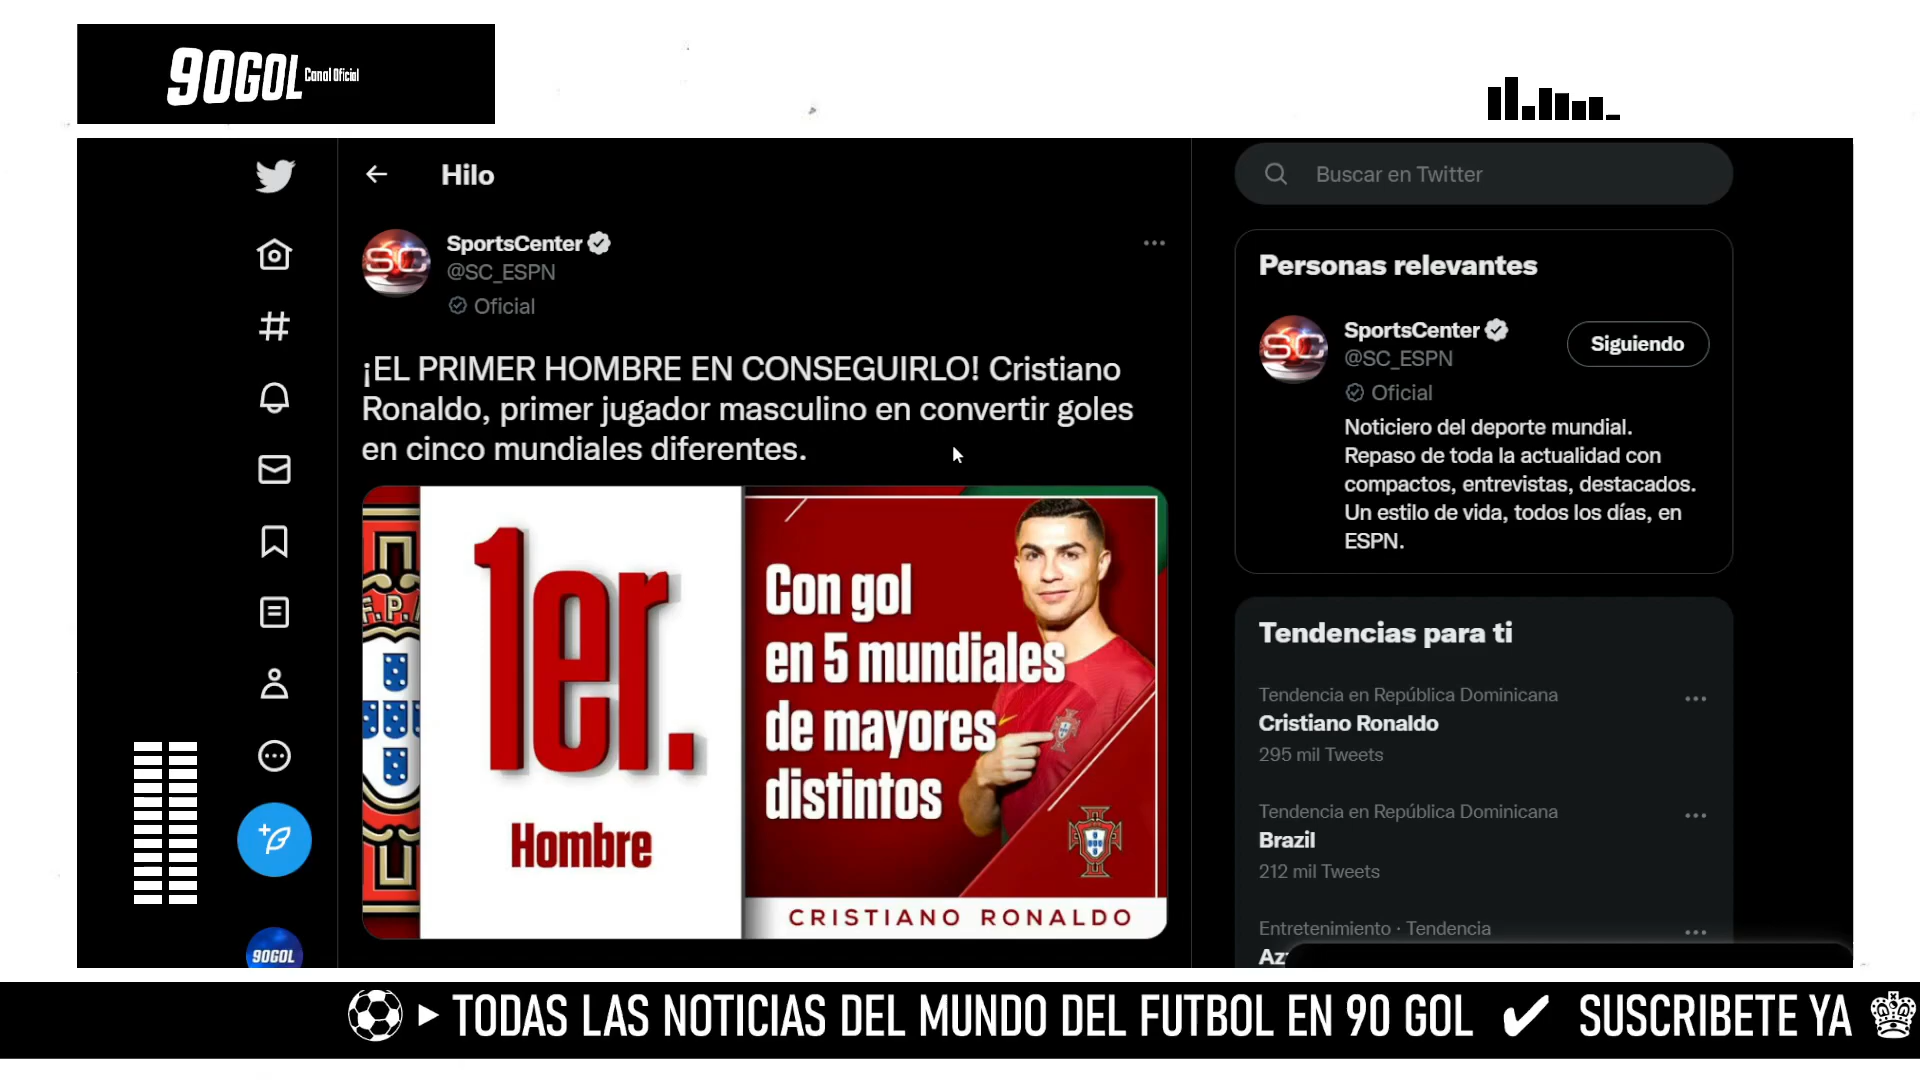 90GOL Canal Oficial
Hilo
SportsCenter
@SC_ESPN
Oficial
¡EL PRIMER HOMBRE EN CONSEGUIRLO! Cristiano
Ronaldo, primer jugador masculino en convertir goles
en cinco mundiales diferentes.
F.P.
1er.
Hombre
Con gol
en 5 mundiales
de mayores
distintos
CRISTIANO RONALDO
Buscar en Twitter
Personas relevantes
SC
SportsCenter
@SC_ESPN
Oficial
Siguiendo
Noticiero del deporte mundial.
Repaso de toda la actualidad con
compactos, entrevistas, destacados.
Un estilo de vida, todos los días, en
ESPN.
Tendencias para ti
Tendencia en República Dominicana
Cristiano Ronaldo
295 mil Tweets
Tendencia en República Dominicana
Brazil
212 mil Tweets
Entretenimiento · Tendencia
SC
90GOL
TODAS LAS NOTICIAS DEL MUNDO DEL FUTBOL EN 90 GOL ✔ SUSCRIBETE YA